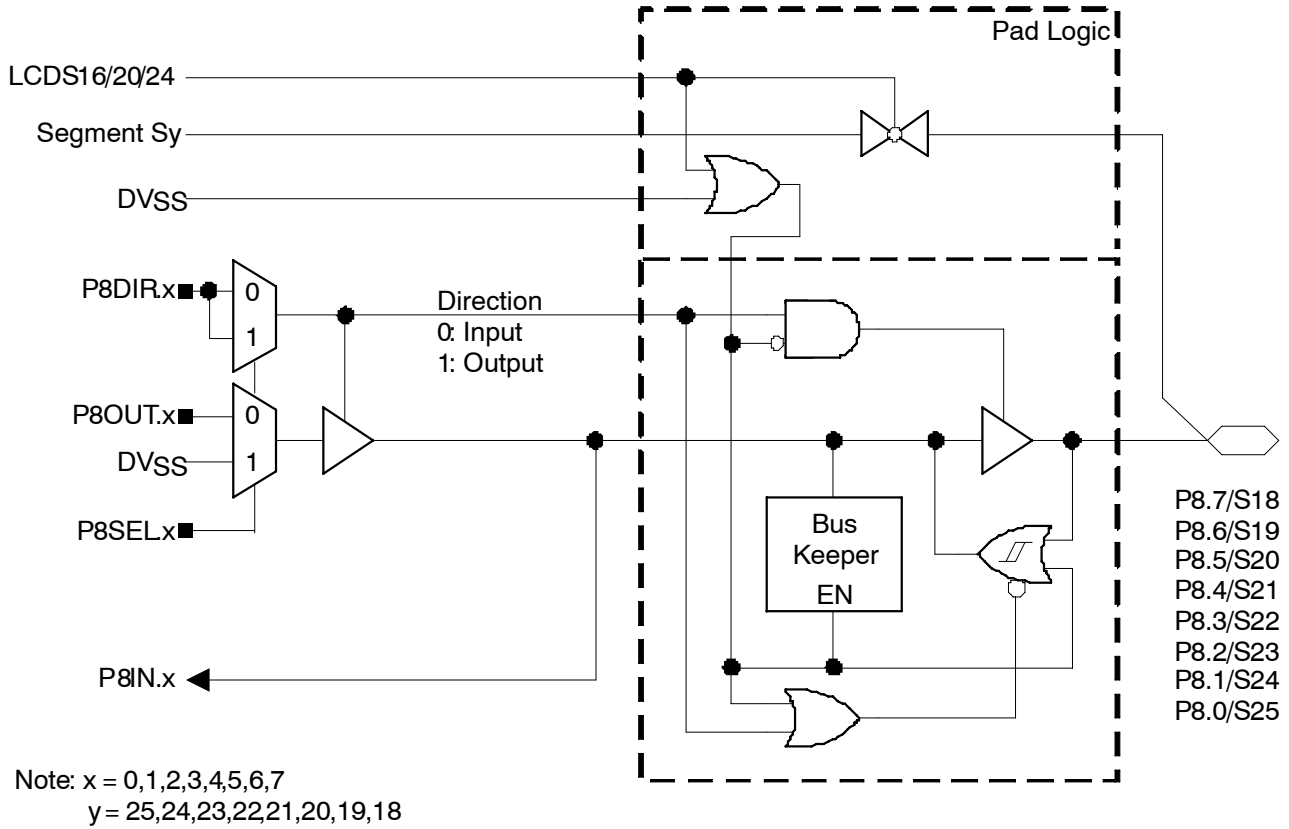 Pad Logic
LCDS16/20/24
Segment Sy
DVSS
P8DIR.x
0
1
Direction
0: Input
1: Output
P8OUT.x
0
DVSS
1
P8SEL.x
Bus
Keeper
EN
P8IN.x
P8.7/S18
P8.6/S19
P8.5/S20
P8.4/S21
P8.3/S22
P8.2/S23
P8.1/S24
P8.0/S25
Note: x = 0,1,2,3,4,5,6,7
y = 25,24,23,22,21,20,19,18